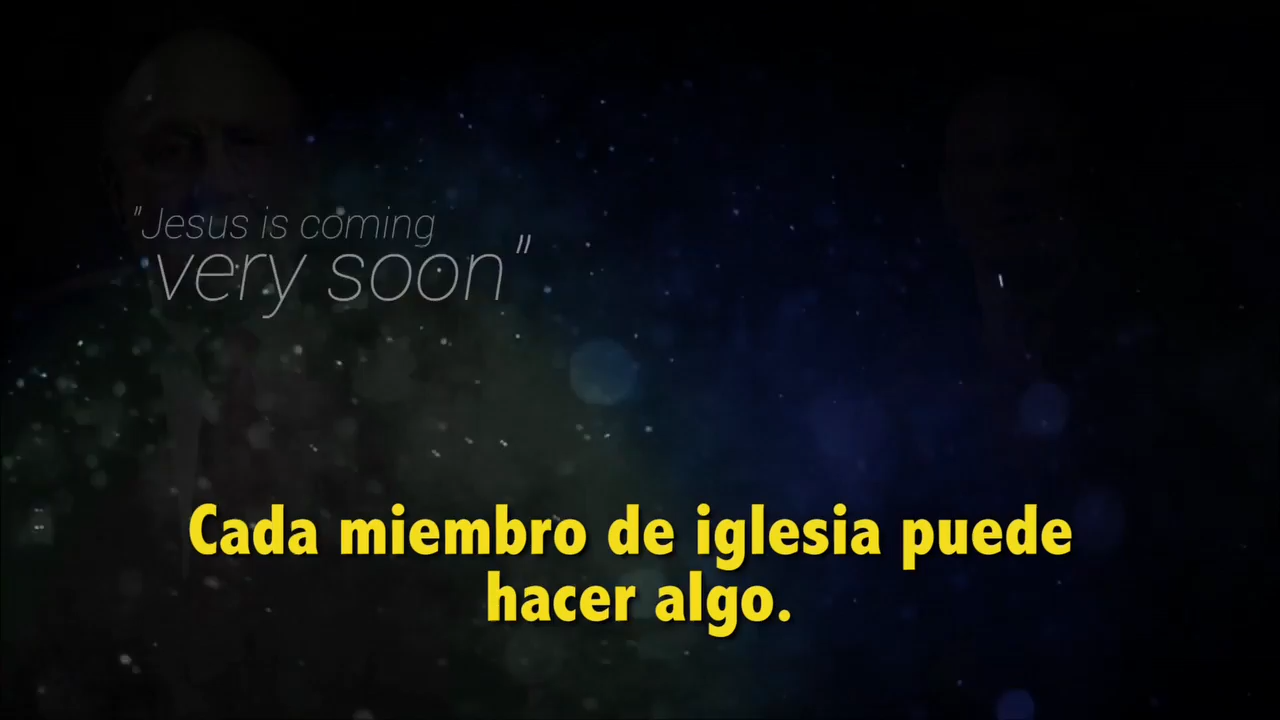 "Jesus is coming
very soon"
Cada miembro de iglesia puede
hacer algo.